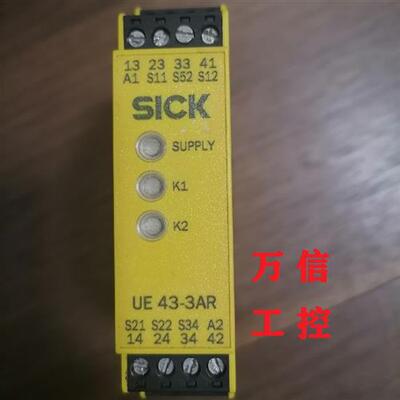 13 23 33 41
A1 S11 S52 S12
SICK
SUPPLY
K1
K2
UE 43-3AR
S21 S22 S34 A2
14 24 34 42
万信
工控